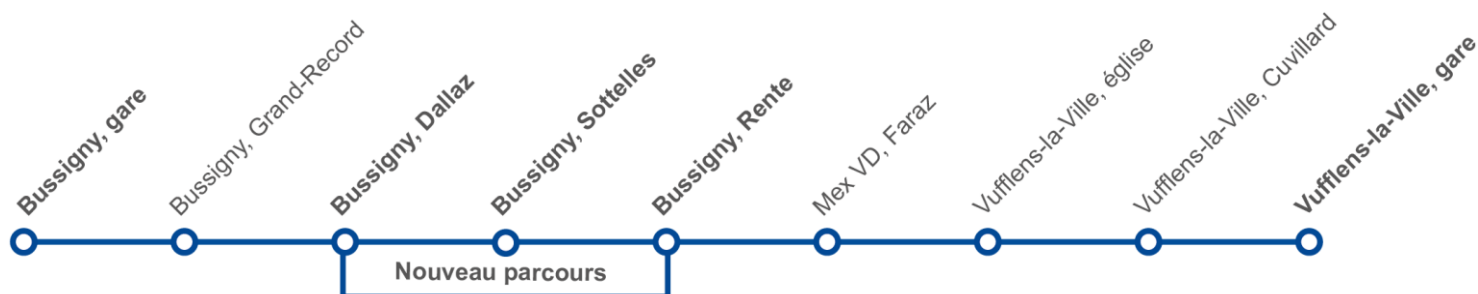 Bussigny, gare
Bussigny, Grand-Record
Bussigny, Dallaz
Bussigny, Sottelles
Bussigny, Rente
Mex VD, Faraz
Vufflens-la-Ville, église
Vufflens-la-Ville, Cuvillard
Vufflens-la-Ville, gare
Nouveau parcours